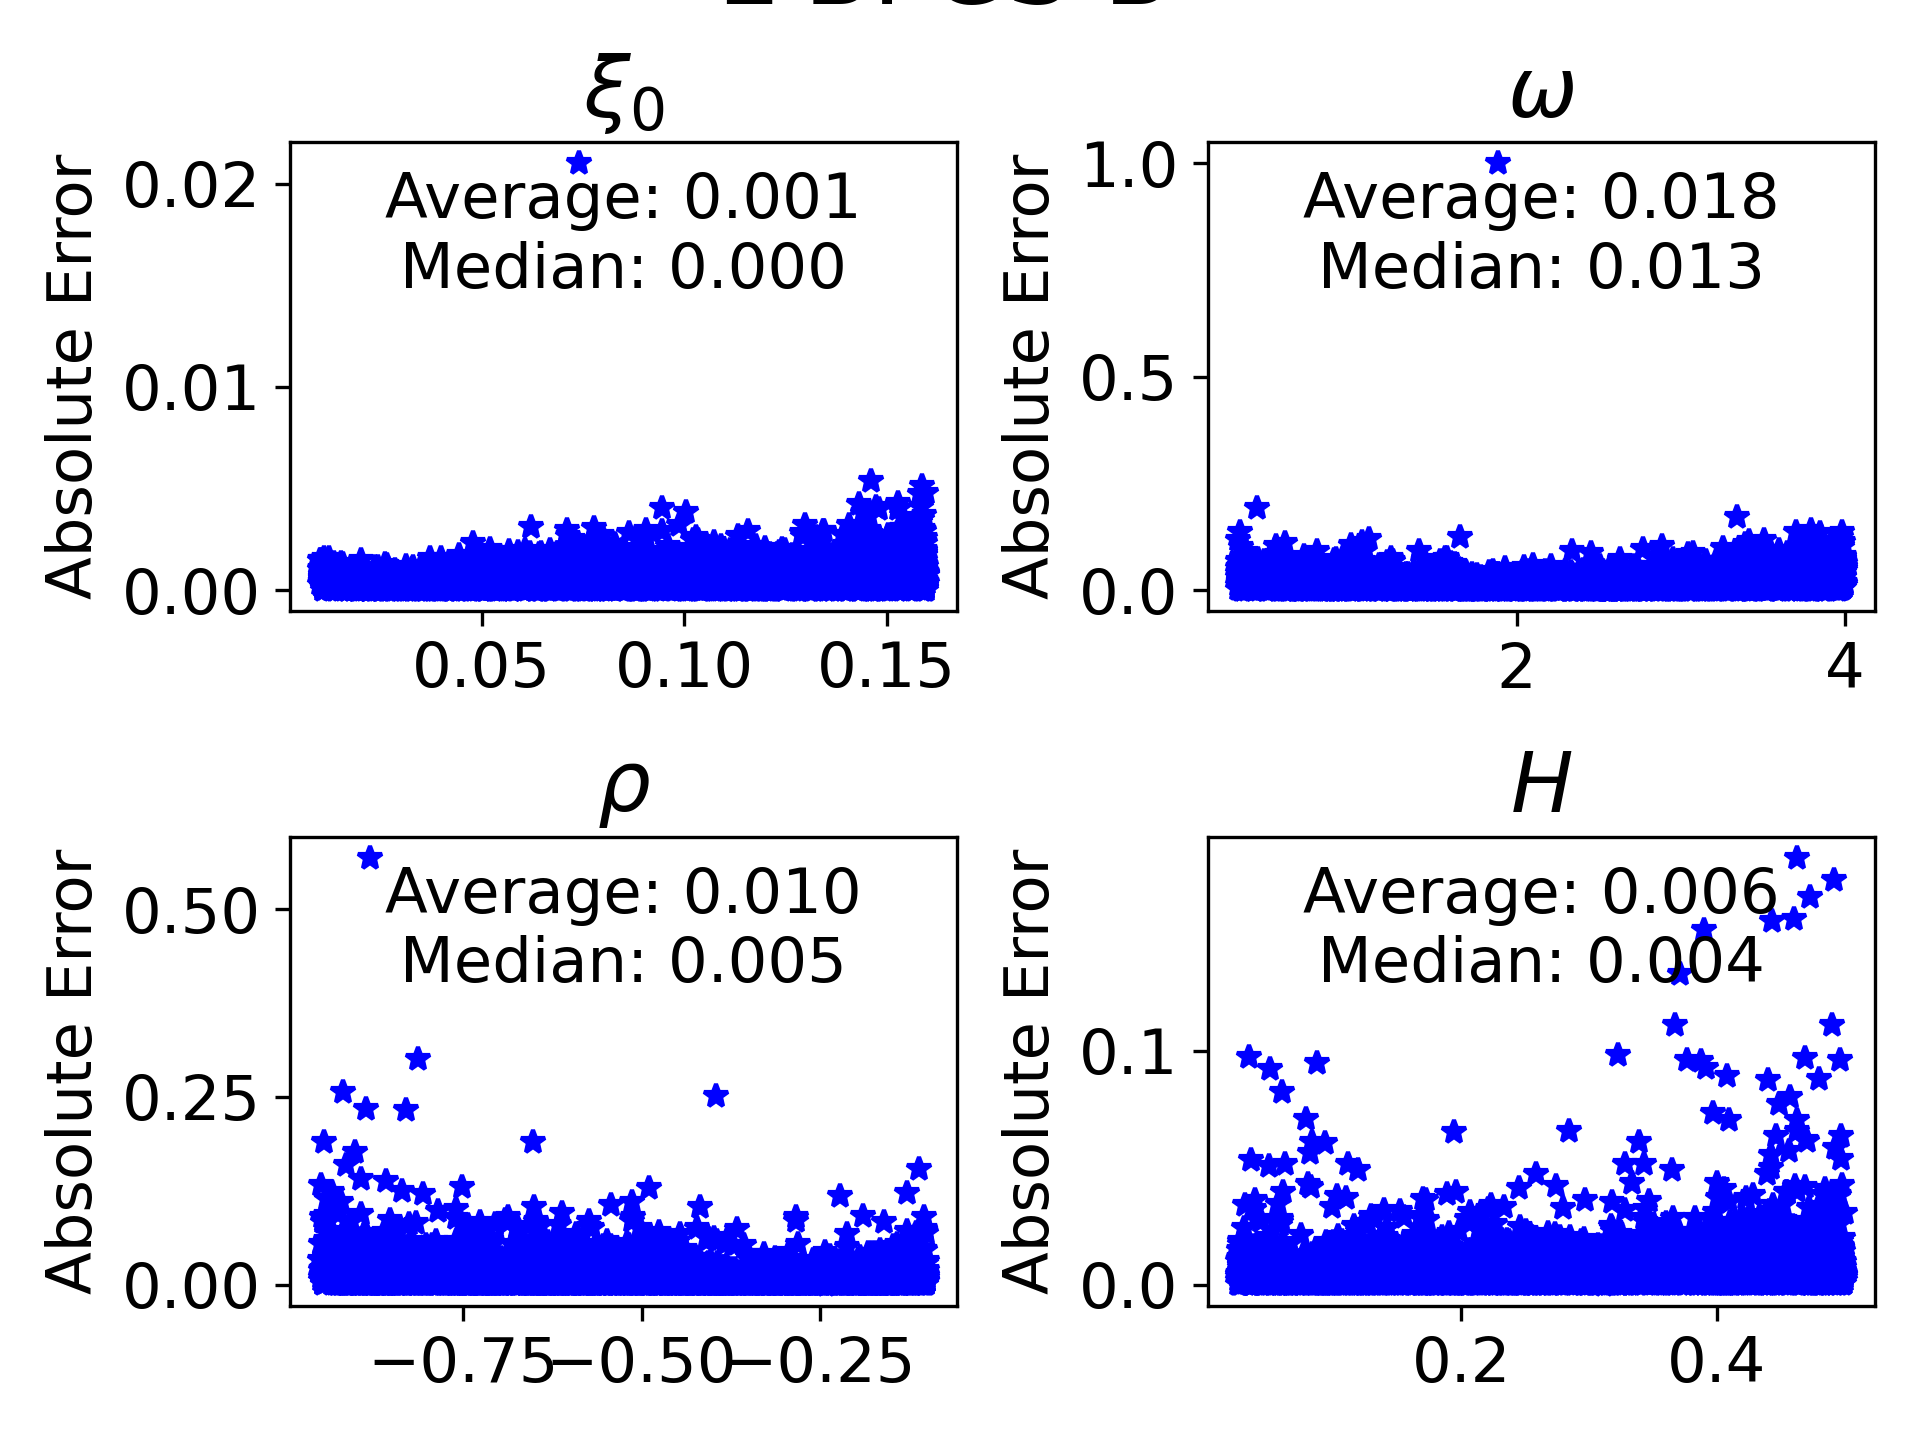 ξ0
ω
Absolute Error
0.02
0.01
0.00
Average: 0.001
Median: 0.000
0.05 0.10 0.15
Absolute Error
1.0
0.5
0.0
Average: 0.018
Median: 0.013
2 4
ρ
H
Absolute Error
0.50
0.25
0.00
Average: 0.010
Median: 0.005
−0.75 −0.50 −0.25
Absolute Error
0.1
0.0
Average: 0.006
Median: 0.004
0.2 0.4